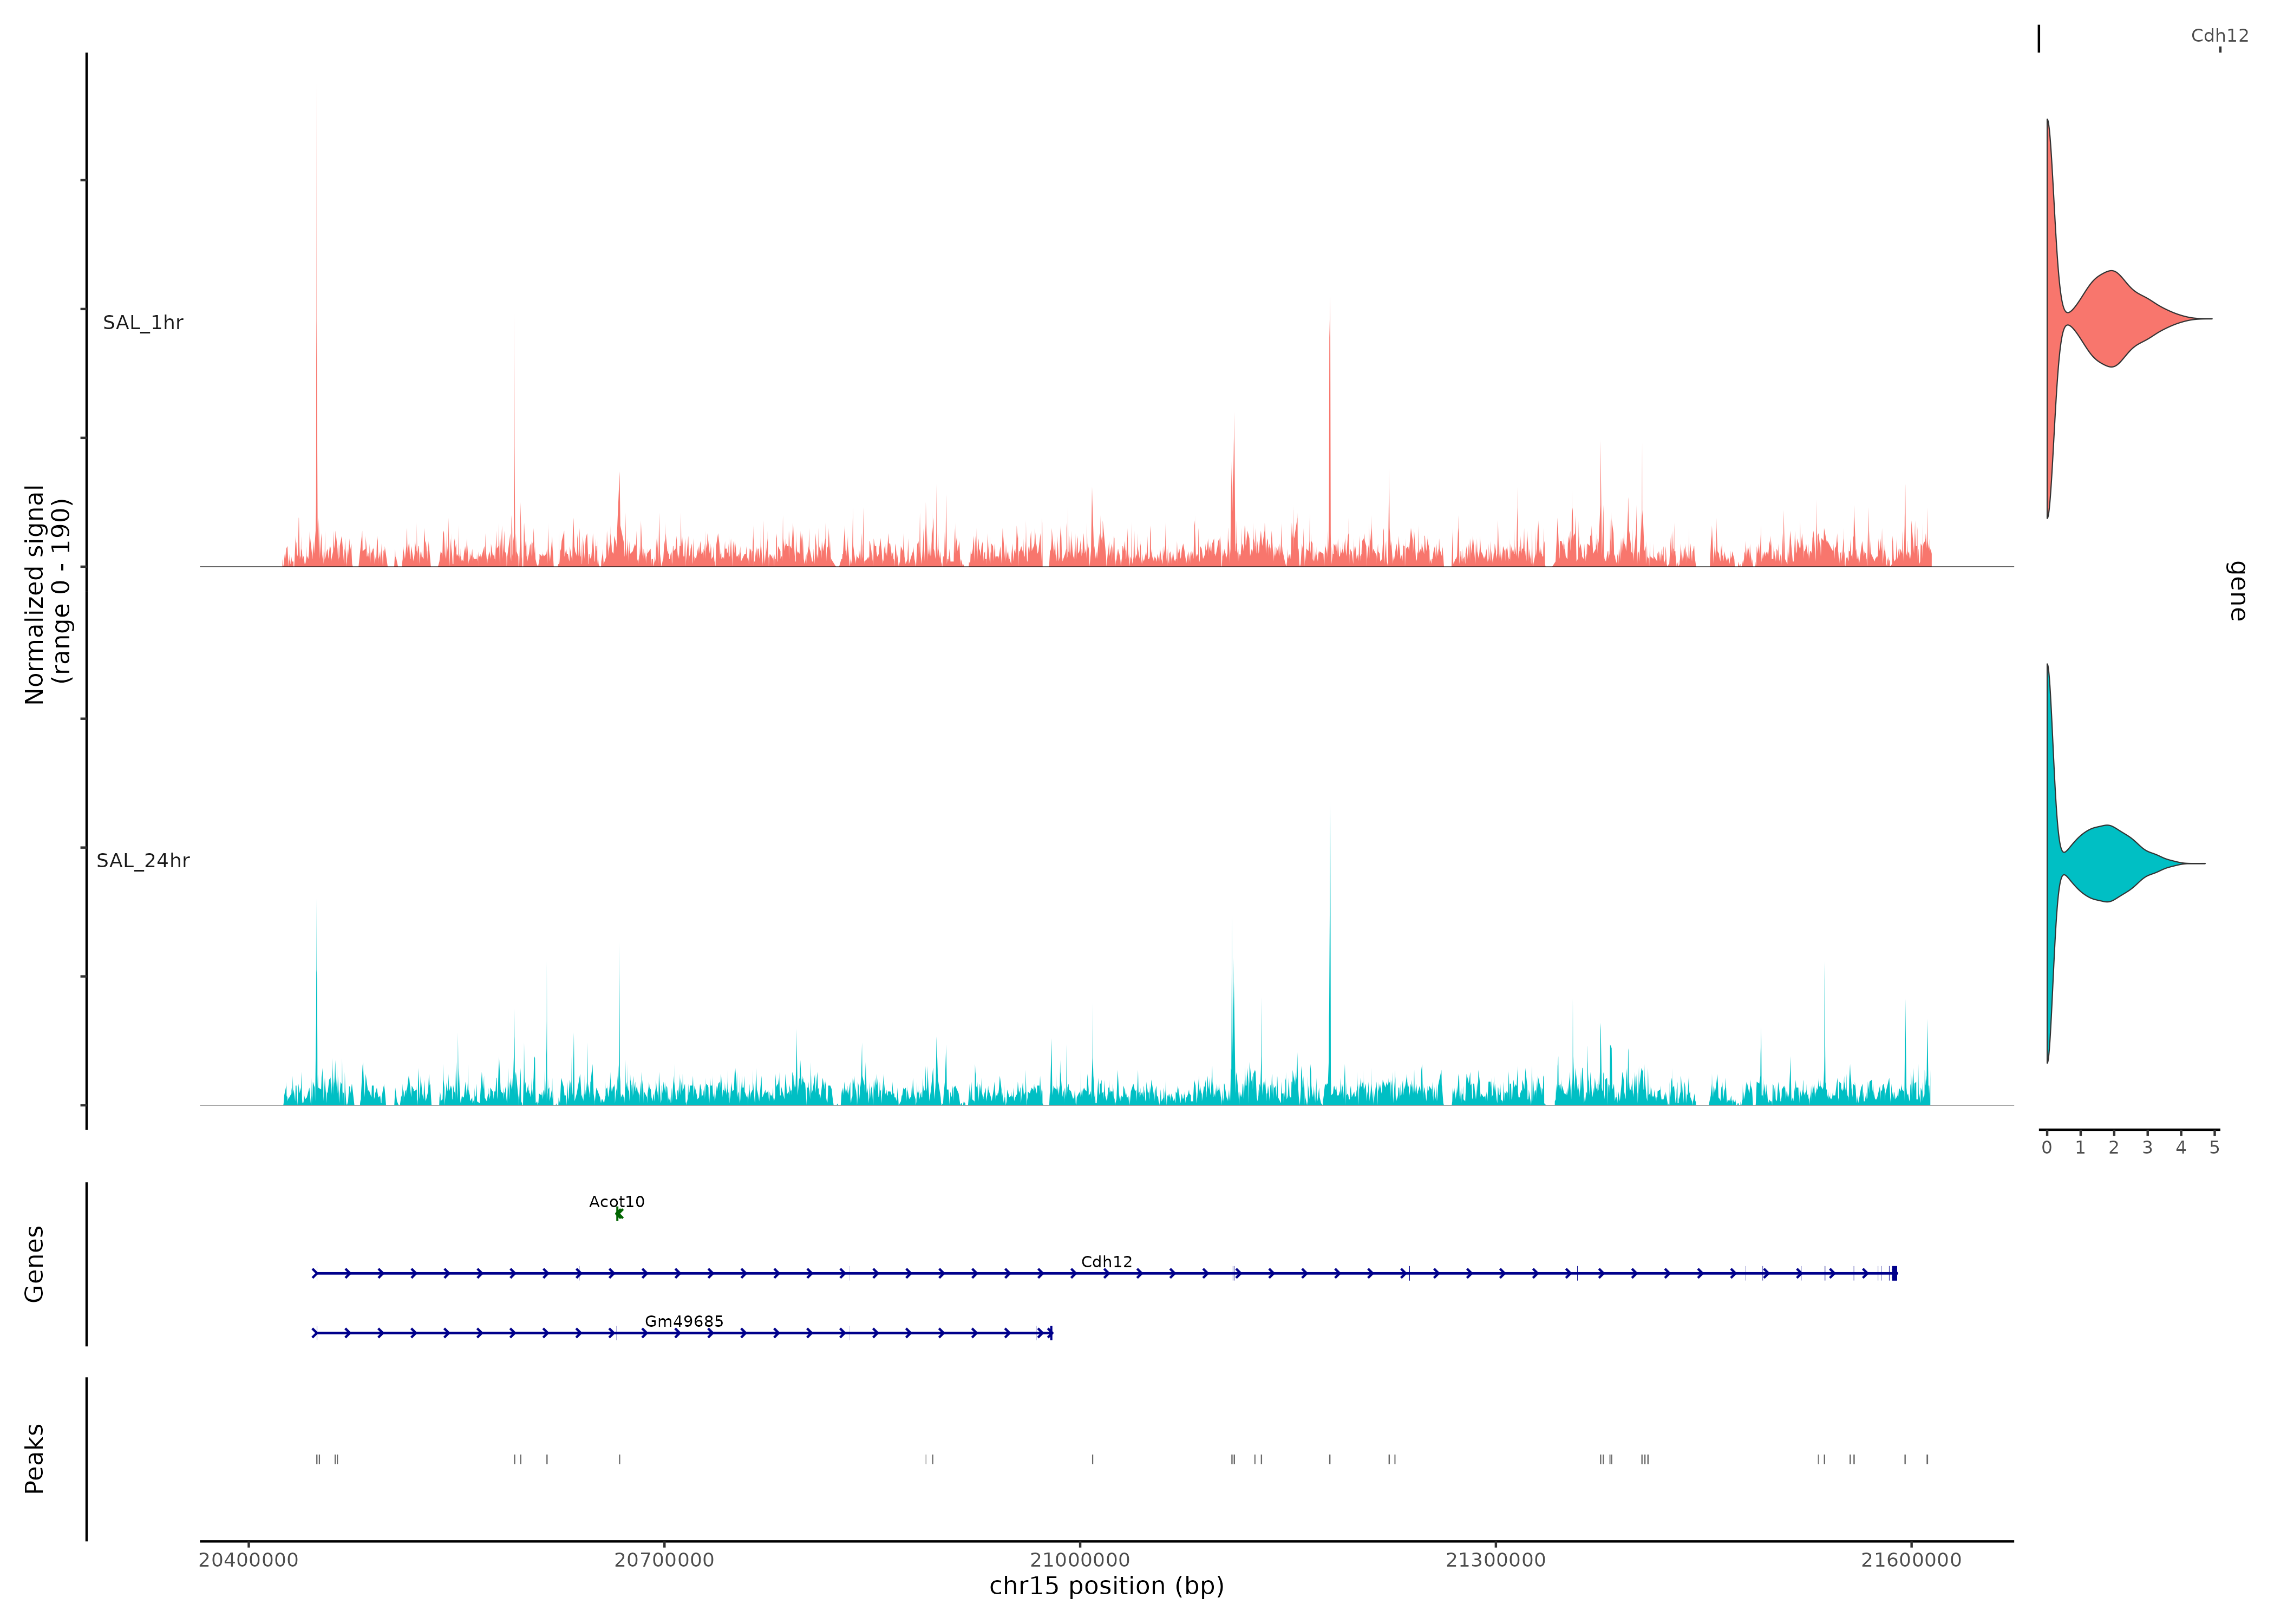 Cdh12
Normalized signal
(range 0 - 190)
SAL_1hr
SAL_24hr
gene
0 1 2 3 4 5
Genes
Acot10
Cdh12
Gm49685
Peaks
20400000 20700000 21000000 21300000 21600000
chr15 position (bp)